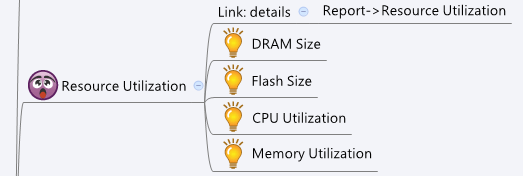 Link: details
Report->Resource Utilization
DRAM Size
Flash Size
Resource Utilization
CPU Utilization
Memory Utilization